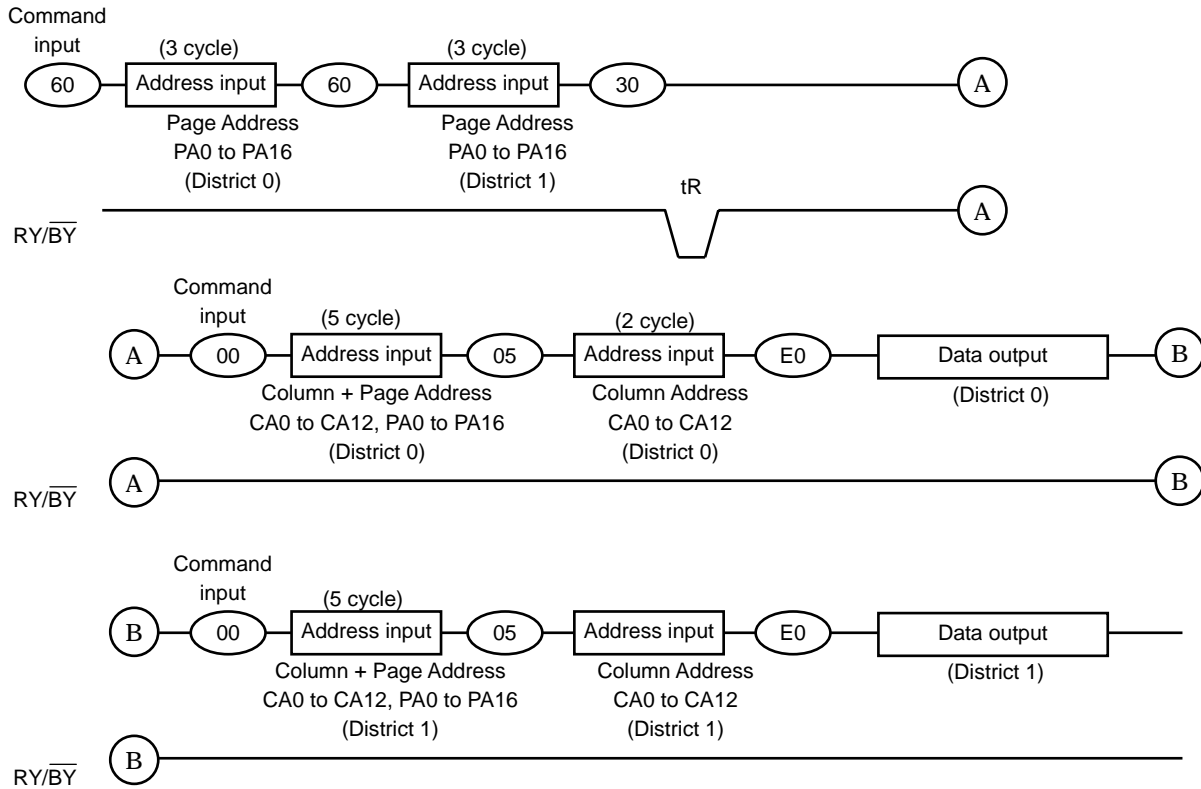 Command
input
(3 cycle)
(3 cycle)
60
Address input
60
Address input
30
A
Page Address
PA0 to PA16
(District 0)
Page Address
PA0 to PA16
(District 1)
tR
RY/B̅Y̅
A
Command
input
(5 cycle)
(2 cycle)
A
00
Address input
05
Address input
E0
Data output
B
Column + Page Address
CA0 to CA12, PA0 to PA16
(District 0)
Column Address
CA0 to CA12
(District 0)
(District 0)
RY/B̅Y̅
A
B
Command
input
(5 cycle)
B
00
Address input
05
Address input
E0
Data output
Column + Page Address
CA0 to CA12, PA0 to PA16
(District 1)
Column Address
CA0 to CA12
(District 1)
(District 1)
RY/B̅Y̅
B